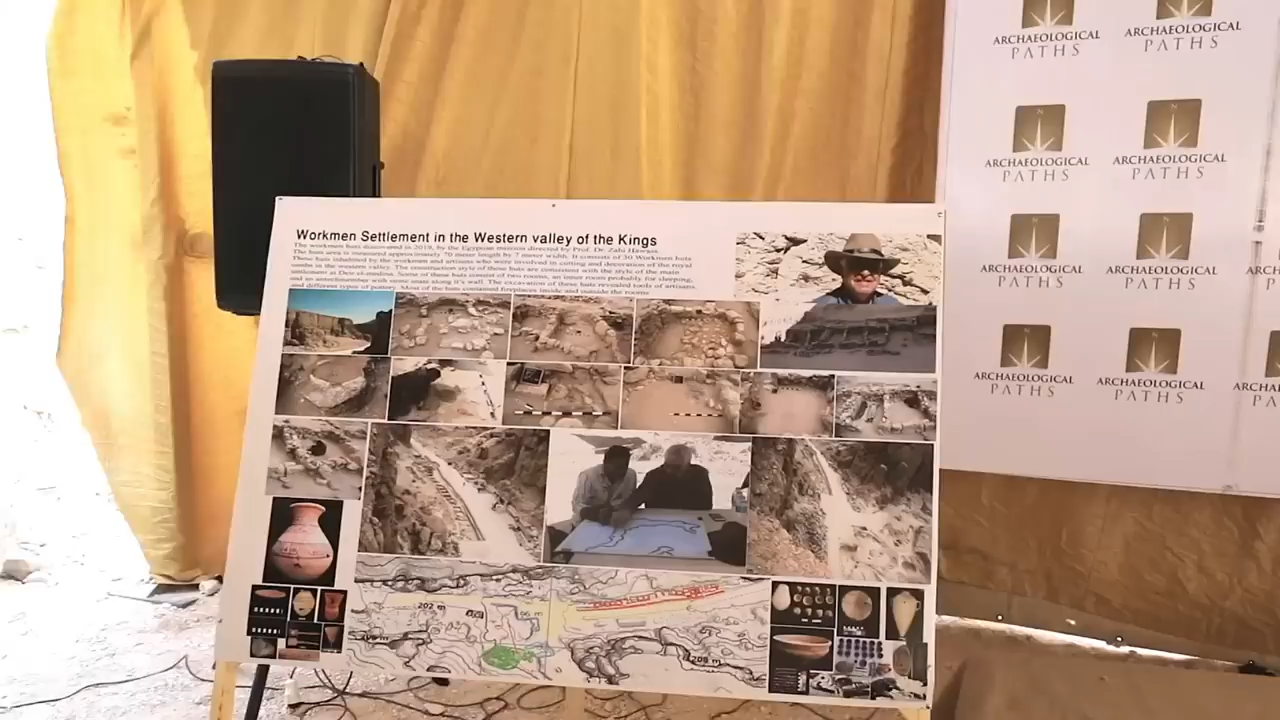 Workmen Settlement in the Western valley of the Kings
The workmen huts discovered in 2019, by the Egyptian mission directed by Prof. Dr. Zahi Hawass.
The huts area is measured approximately 70 meter length by 7 meter width. It consists of 30 Workmen huts
These huts inhabited by the workmen and artisans who were involved in cutting and decoration of the royal
tombs in the western valley. The construction style of these huts are consistent with the style of the main
settlement at Deir el-medina. Some of these huts consist of two rooms, an inner room probably for sleeping,
and an antechamber with some seats along it's wall. The excavation of these huts revealed tools of artisans,
and different types of pottery. Most of the huts contained fireplaces inside and outside the rooms
202 m
66 m
209 m
ARCHAEOLOGICAL
PATHS
ARCHAEOLOGICAL
PATHS
N
ARCHAEOLOGICAL
PATHS
N
ARCHAEOLOGICAL
PATHS
N
ARCHAEOLOGICAL
PATHS
N
ARCHAEOLOGICAL
PATHS
N
ARCHAEOLOGICAL
PATHS
N
ARCHAEOLOGICAL
PATHS